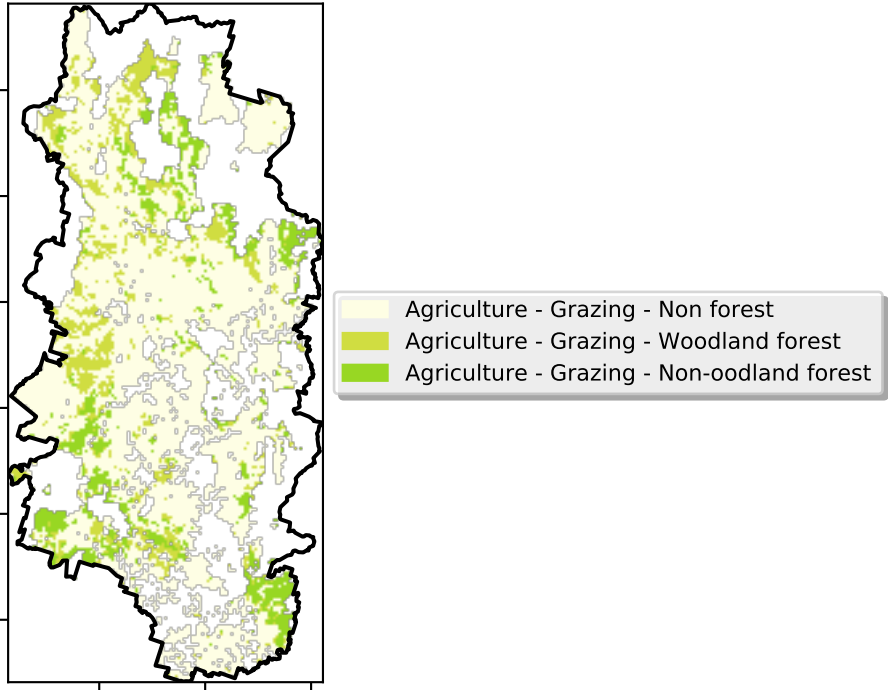 Agriculture - Grazing - Non forest
Agriculture - Grazing - Woodland forest
Agriculture - Grazing - Non-oodland forest